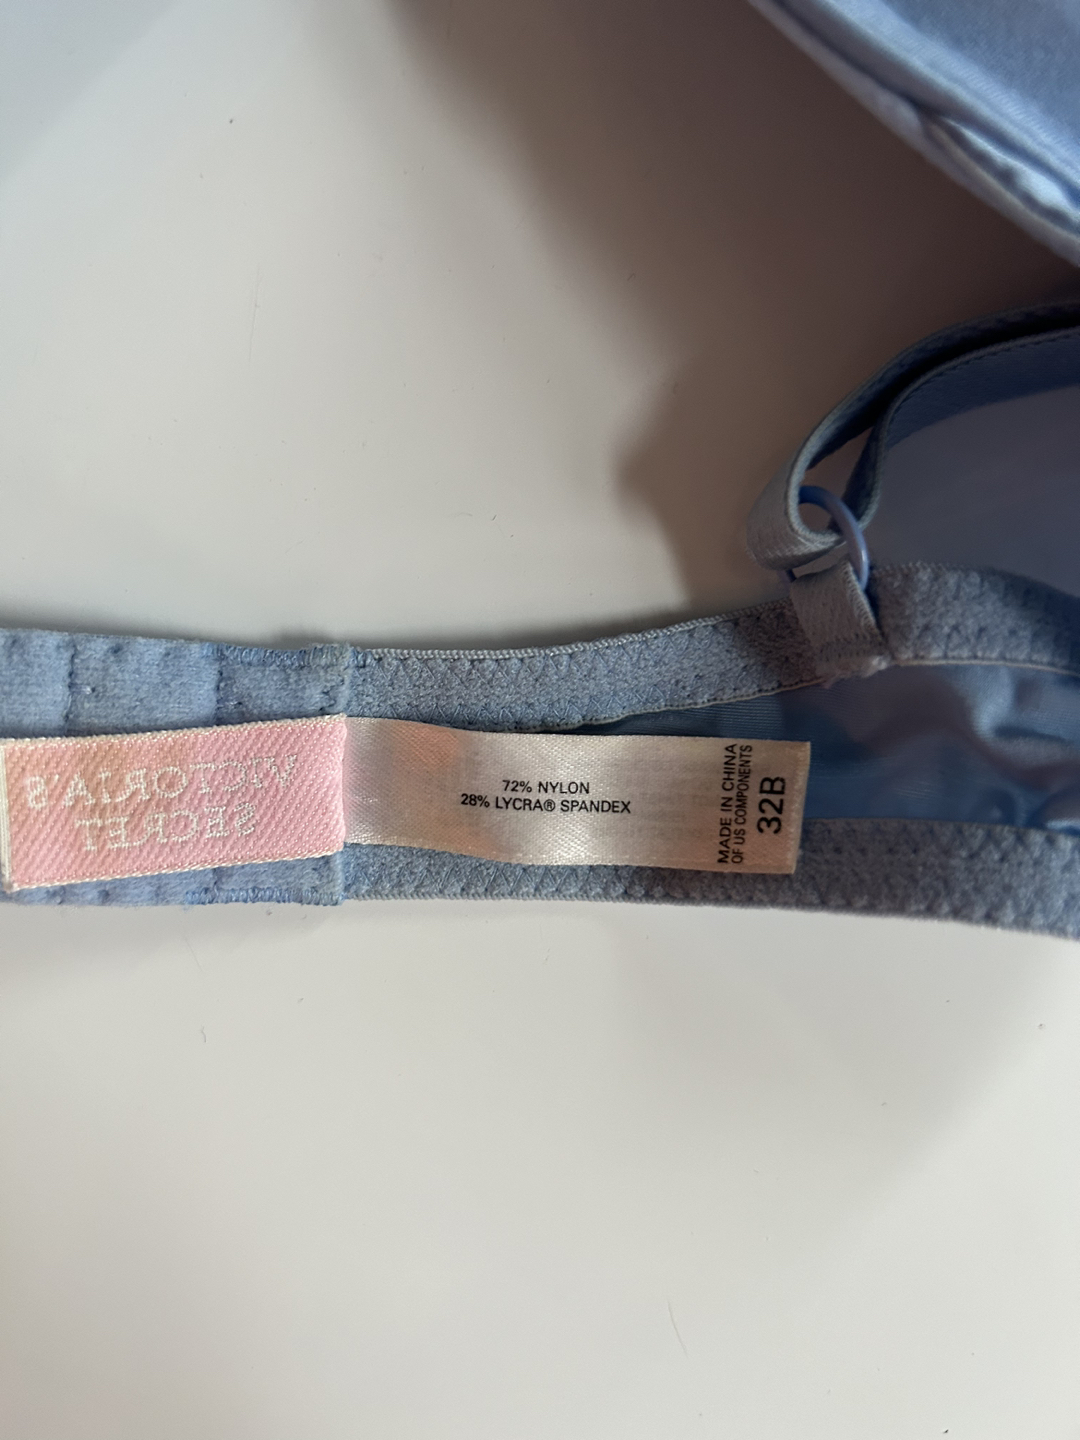 VICTORIA'S
SECRET
72% NYLON
28% LYCRA® SPANDEX
MADE IN CHINA
OF US COMPONENTS
32B